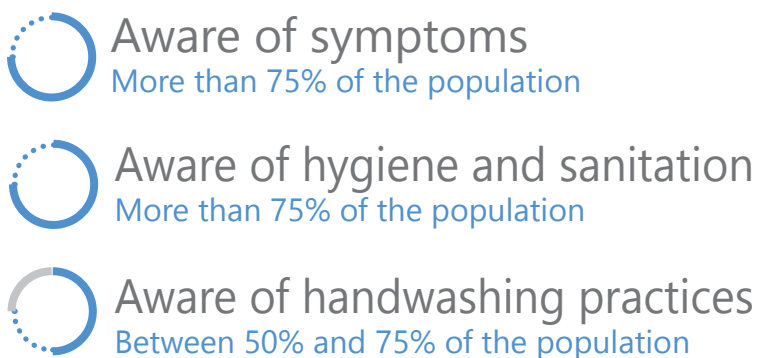 Aware of symptoms
More than 75% of the population
Aware of hygiene and sanitation
More than 75% of the population
Aware of handwashing practices
Between 50% and 75% of the population